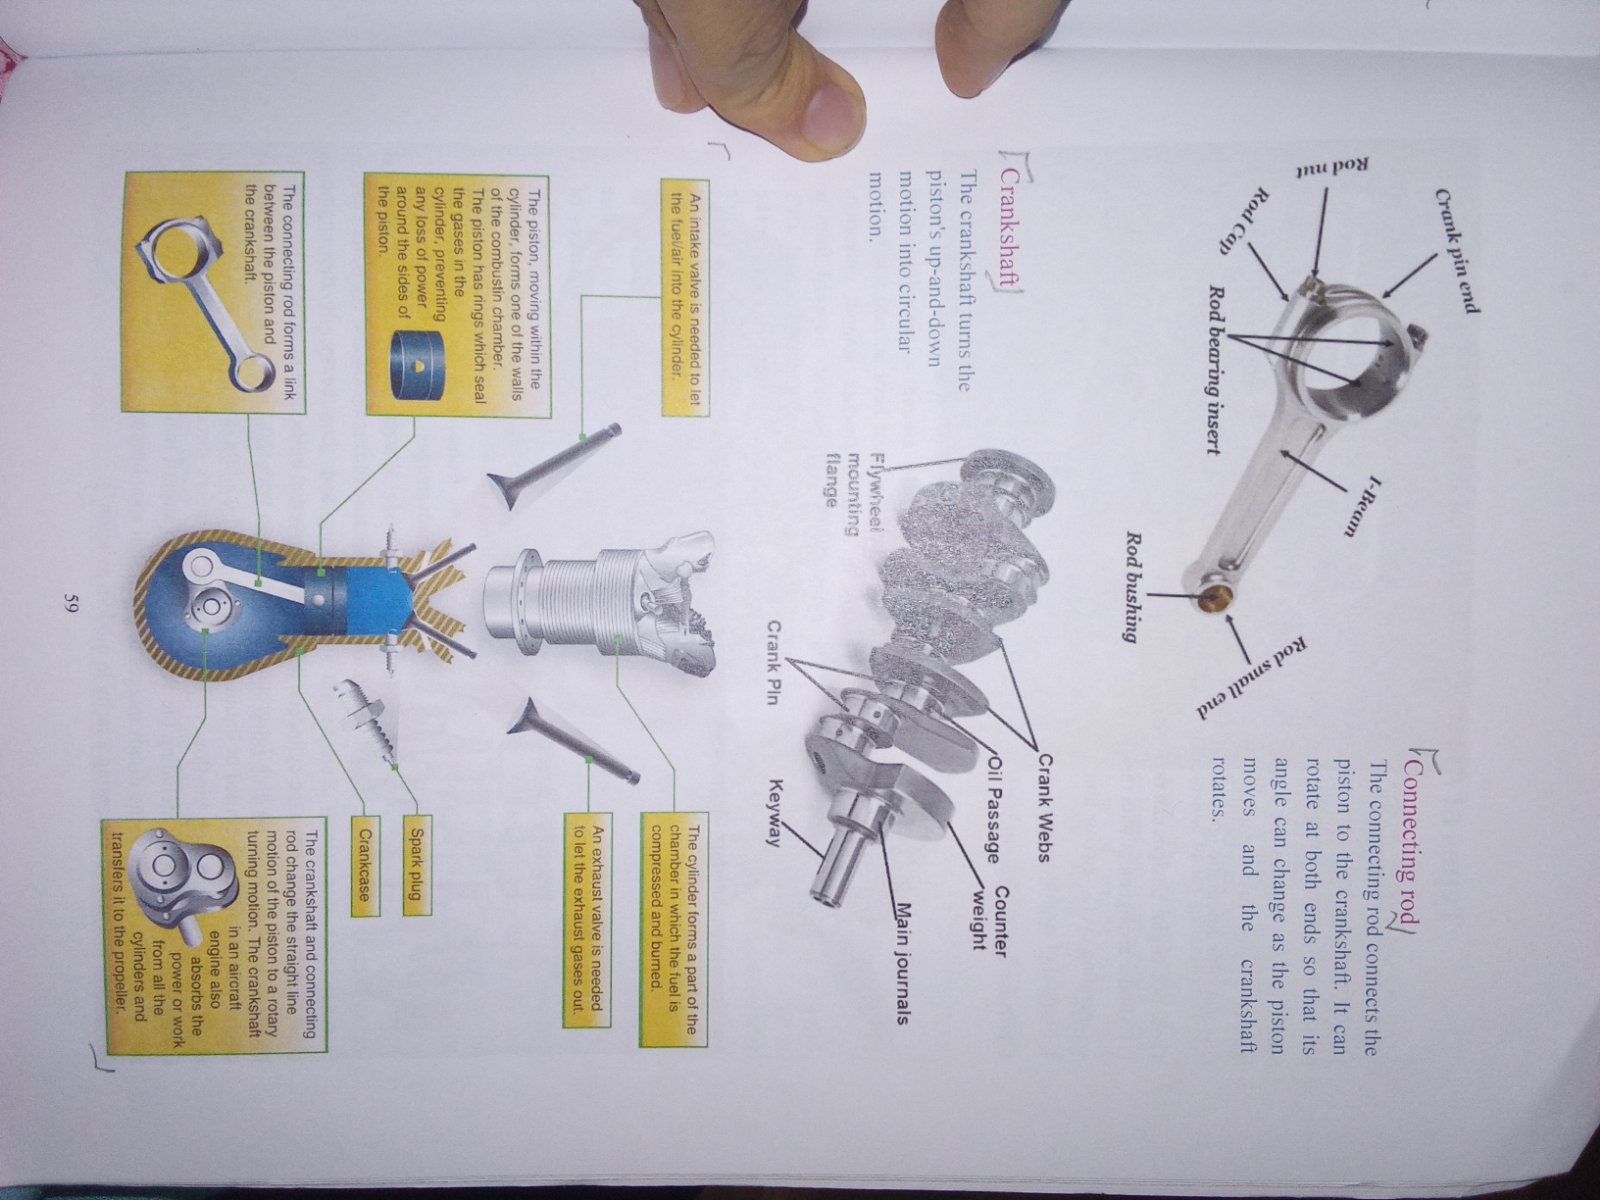 Crank pin end
I-Beam
Rod nut
Rod small end
Rod Cap
Rod bearing insert
Rod bushing
Connecting rod
The connecting rod connects the
piston to the crankshaft. It can
rotate at both ends so that its
angle can change as the piston
moves and the crankshaft
rotates.
Crankshaft
The crankshaft turns the
piston's up-and-down
motion into circular
motion.
Crank Webs
Oil Passage
Counter
weight
Main journals
Flywheel
mounting
flange
Crank Pin
Keyway
An intake valve is needed to let
the fuel/air into the cylinder.
The cylinder forms a part of the
chamber in which the fuel is
compressed and burned.
An exhaust valve is needed
to let the exhaust gases out.
The piston, moving within the
cylinder, forms one of the walls
of the combustin chamber.
The piston has rings which seal
the gases in the
cylinder, preventing
any loss of power
around the sides of
the piston.
Spark plug
Crankcase
The connecting rod forms a link
between the piston and
the crankshaft.
The crankshaft and connecting
rod change the straight line
motion of the piston to a rotary
turning motion. The crankshaft
in an aircraft
engine also
absorbs the
power or work
from all the
cylinders and
transfers it to the propeller.
59